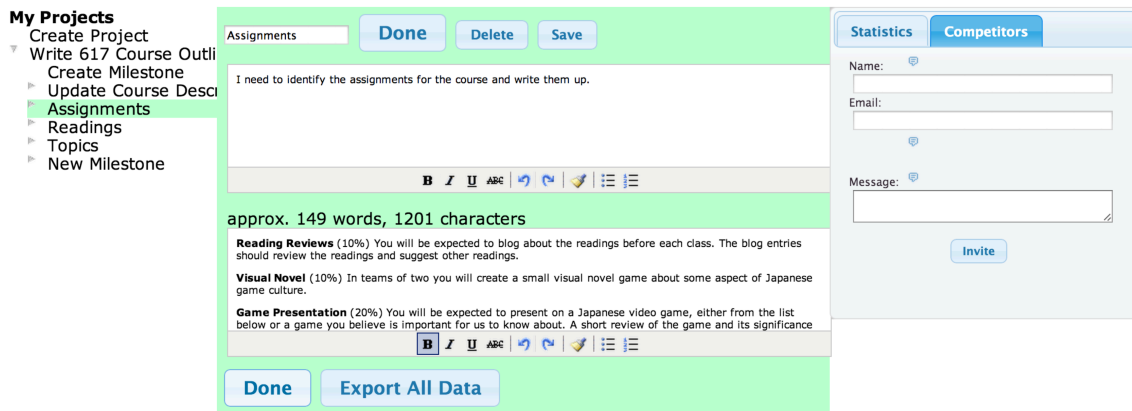 My Projects
Create Project
Write 617 Course Outli
Create Milestone
Update Course Descr
Assignments
Readings
Topics
New Milestone
Assignments
Done
Delete
Save
I need to identify the assignments for the course and write them up.
B I U ABC
approx. 149 words, 1201 characters
Reading Reviews (10%) You will be expected to blog about the readings before each class. The blog entries
should review the readings and suggest other readings.
Visual Novel (10%) In teams of two you will create a small visual novel game about some aspect of Japanese
game culture.
Game Presentation (20%) You will be expected to present on a Japanese video game, either from the list
below or a game you believe is important for us to know about. A short review of the game and its significance
B I U ABC
Done
Export All Data
Statistics
Competitors
Name:
Email:
Message:
Invite